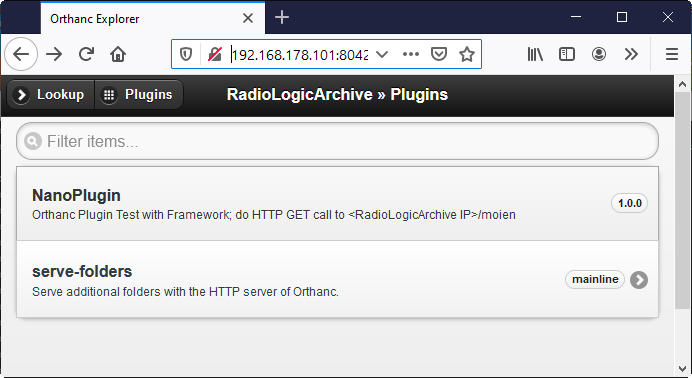 Orthanc Explorer
192.168.178.101:8042
Lookup
Plugins
RadioLogicArchive » Plugins
Filter items...
NanoPlugin
Orthanc Plugin Test with Framework; do HTTP GET call to <RadioLogicArchive IP>/moien
1.0.0
serve-folders
Serve additional folders with the HTTP server of Orthanc.
mainline